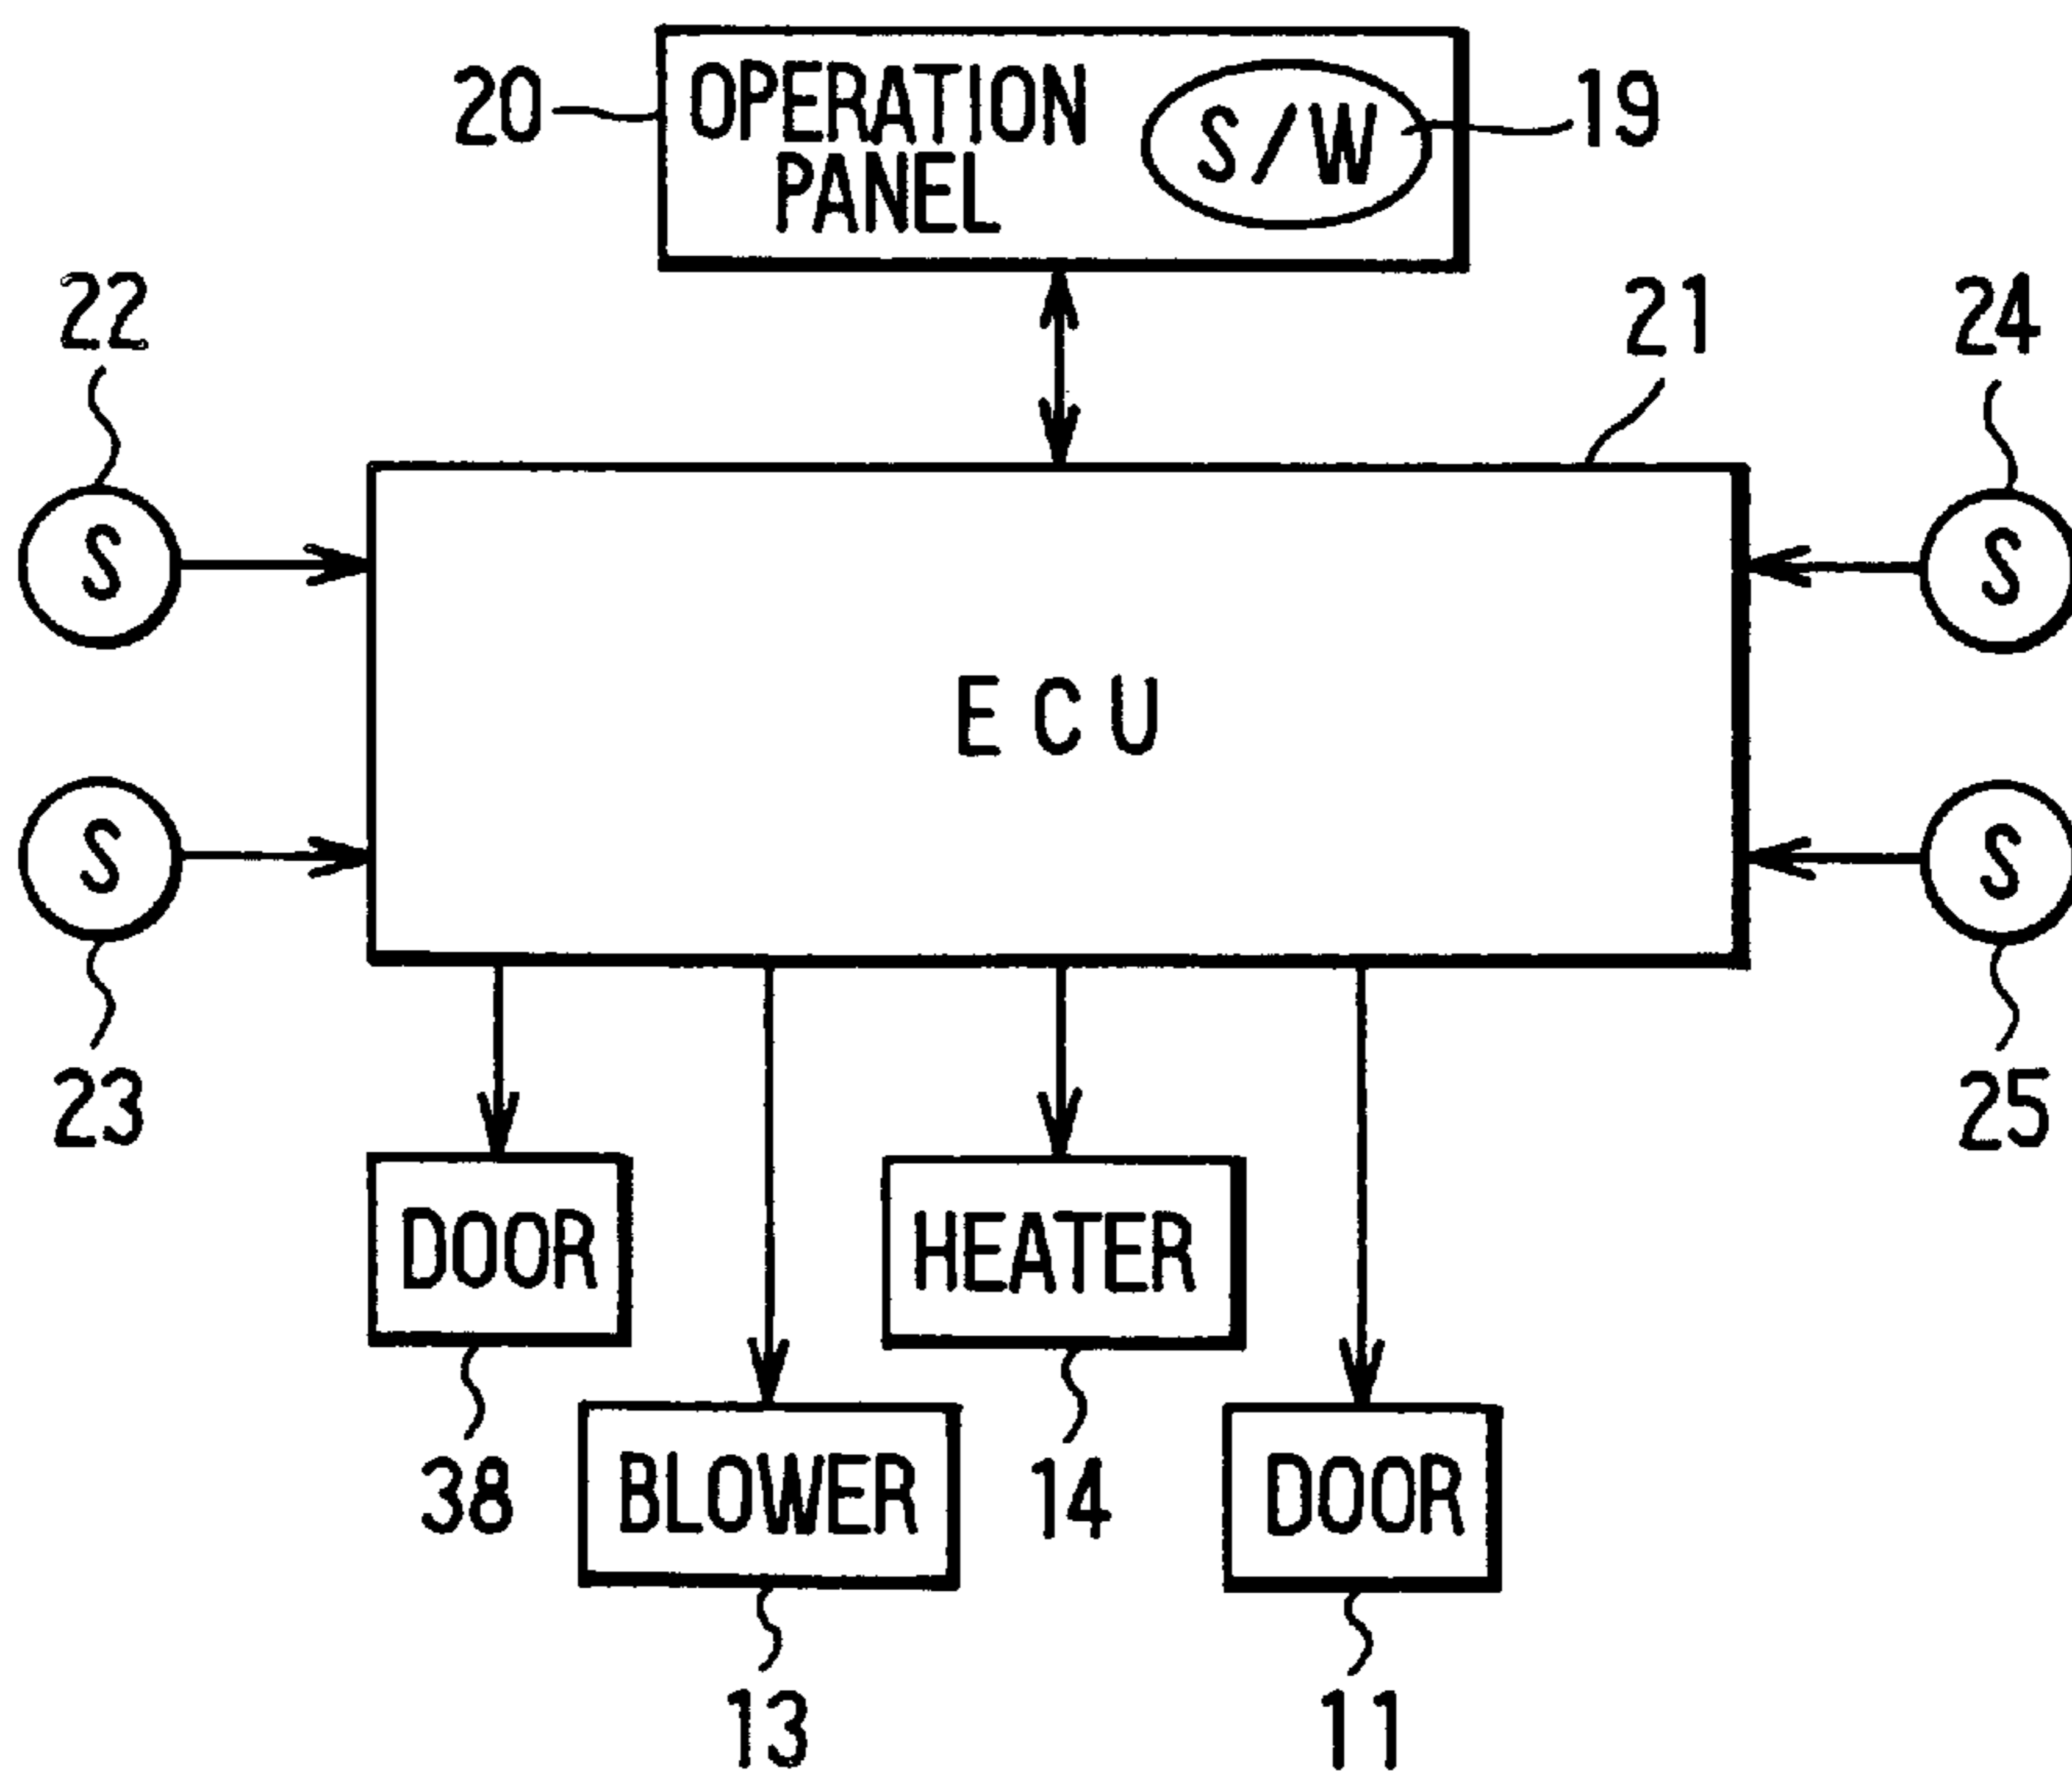 20
OPERATION
PANEL
S/W
19
22
21
24
S
S
ECU
S
S
23
25
DOOR
HEATER
38
BLOWER
14
DOOR
13
11